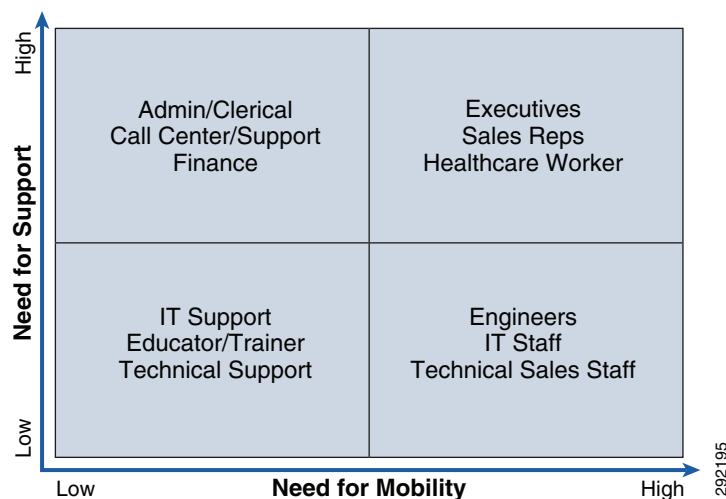 High
Need for Support
Low
Admin/Clerical
Call Center/Support
Finance
Executives
Sales Reps
Healthcare Worker
IT Support
Educator/Trainer
Technical Support
Engineers
IT Staff
Technical Sales Staff
Low
Need for Mobility
High
292195